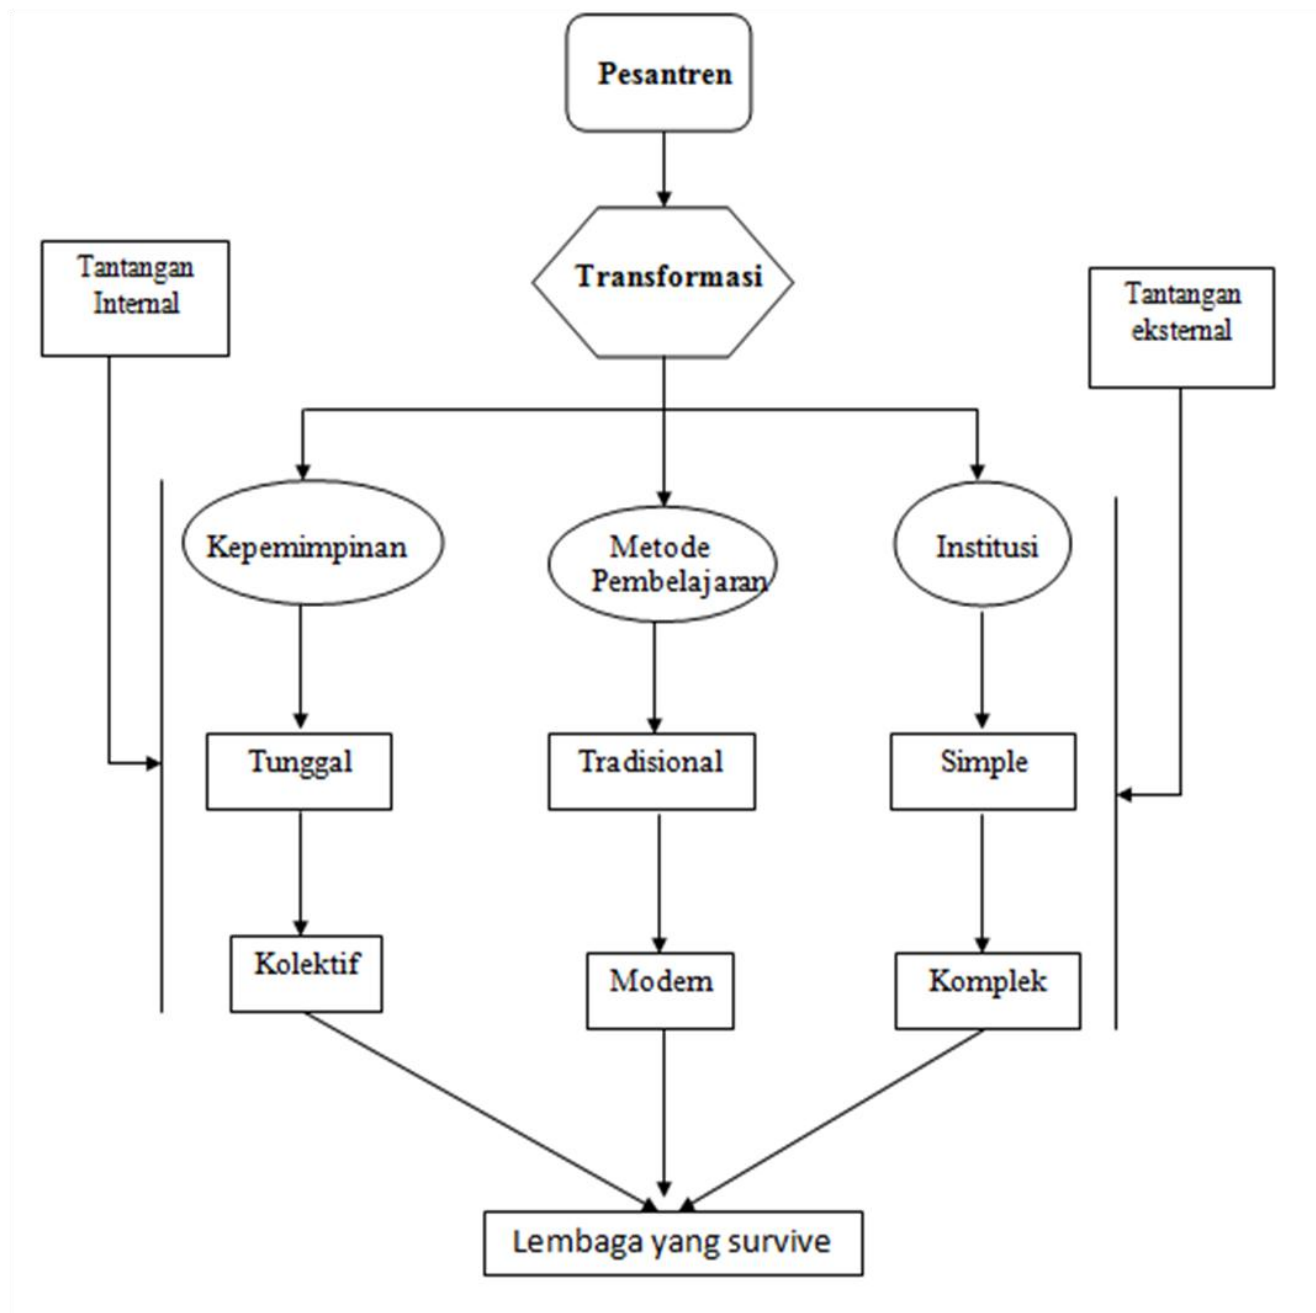 Pesantren
Transformasi
Tantangan
Internal
Tantangan
eksternal
Kepemimpinan
Metode
Pembelajaran
Institusi
Tunggal
Tradisional
Simple
Kolektif
Modern
Komplek
Lembaga yang survive